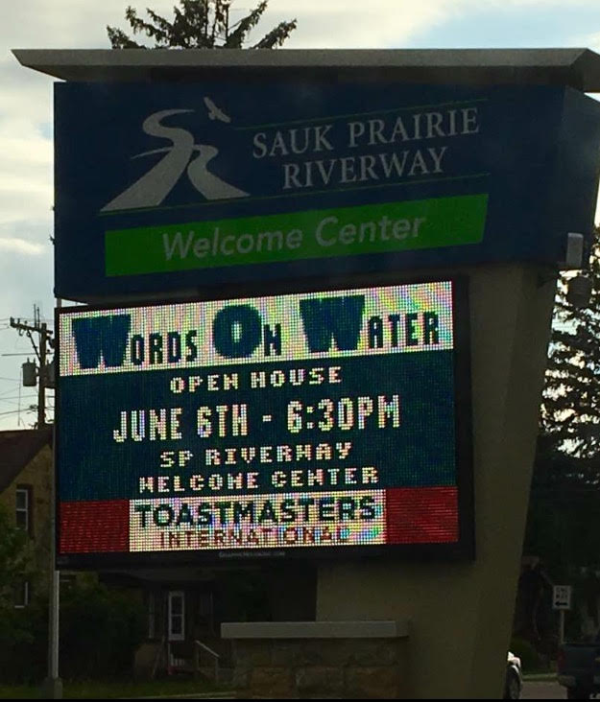 SAUK PRAIRIE
RIVERWAY
Welcome Center
WORDS ON WATER
OPEN HOUSE
JUNE 6TH - 6:30PM
SP RIVERWAY
WELCOME CENTER
TOASTMASTERS
INTERNATIONAL